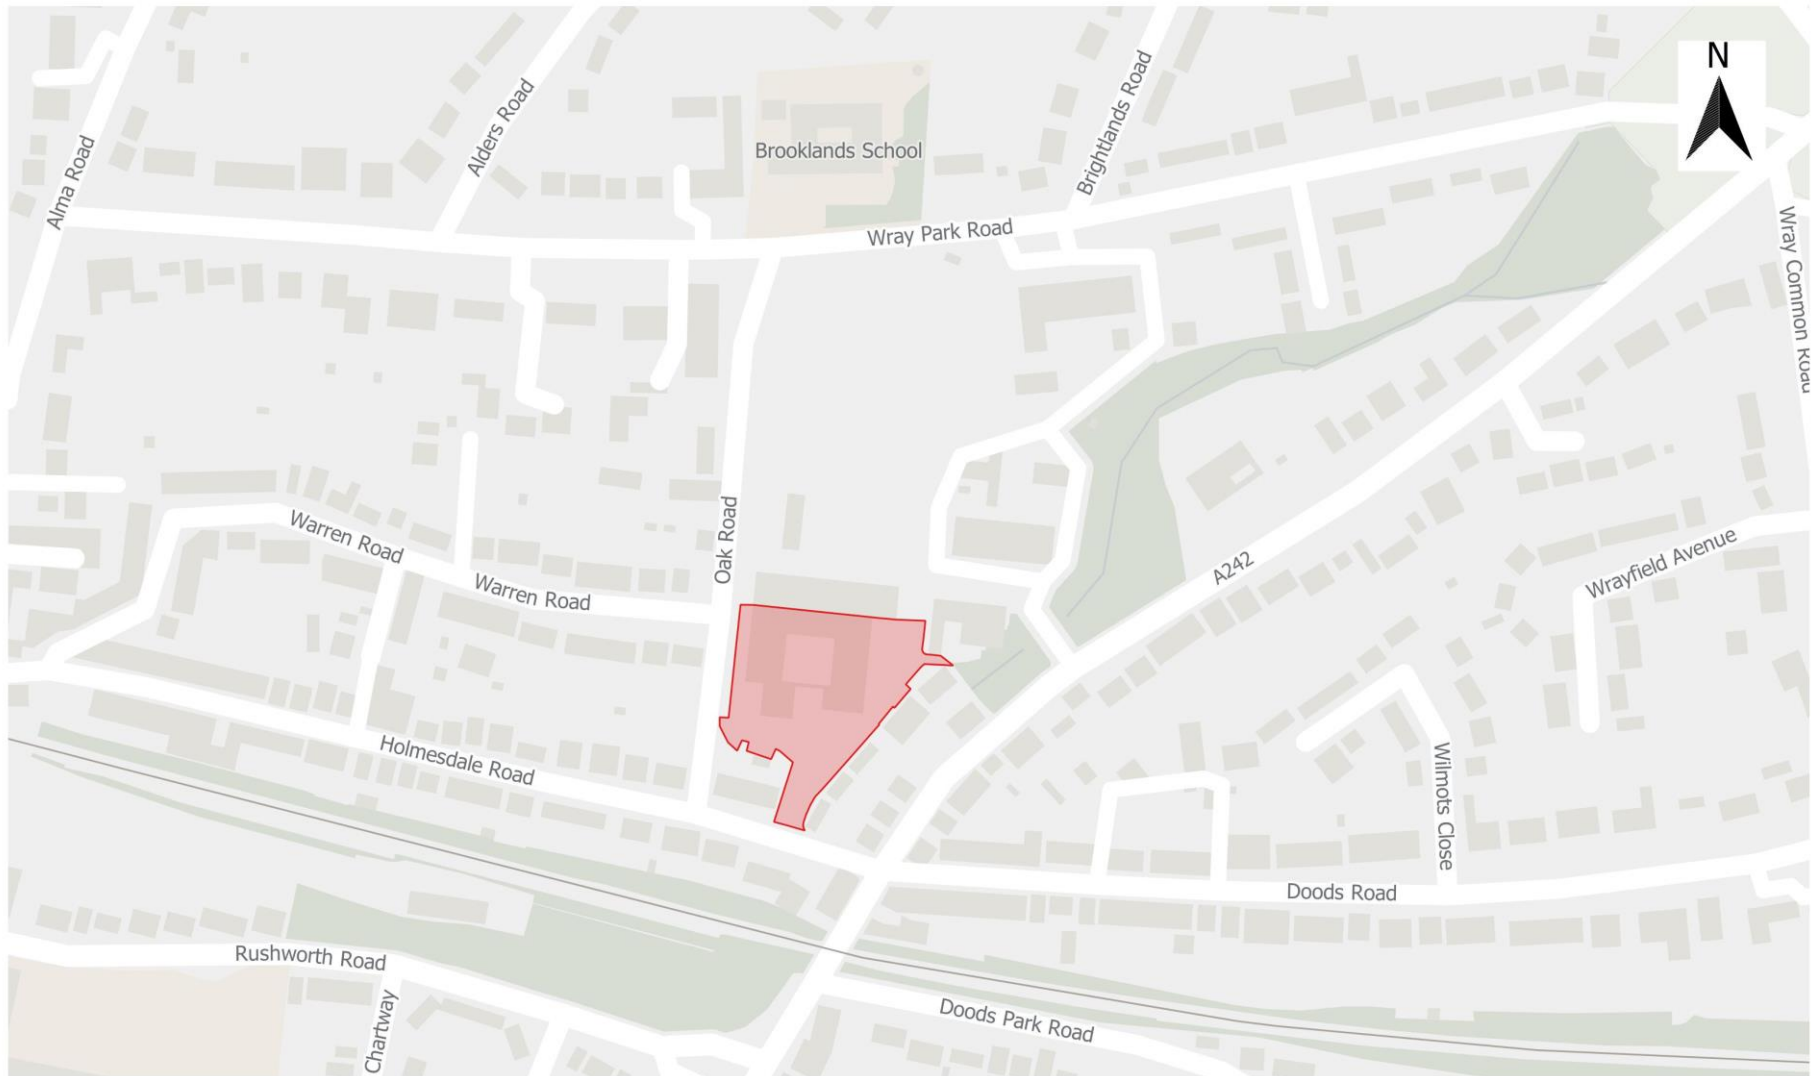 N
Alders Road
Brightlands Road
Alma Road
Brooklands School
Wray Park Road
Wray Common Road
Oak Road
Warren Road
Warren Road
A242
Wrayfield Avenue
Holmesdale Road
Wilmots Close
Doods Road
Rushworth Road
Chartway
Doods Park Road